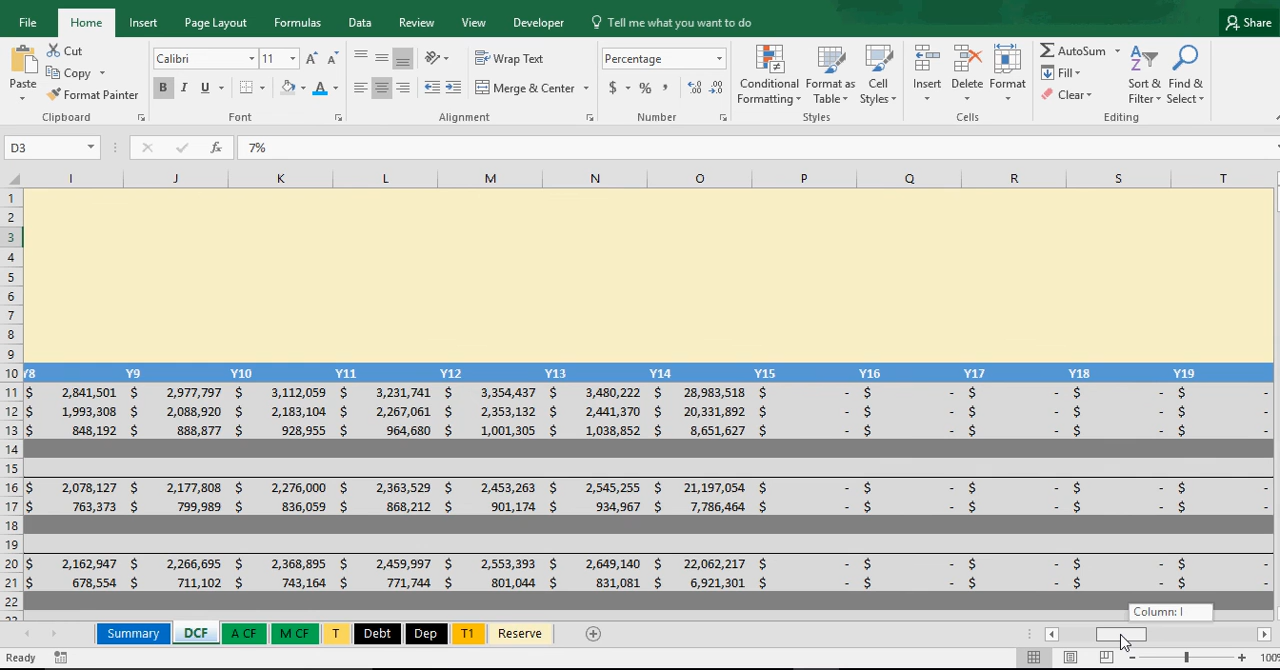 File Home Insert Page Layout Formulas Data Review View Developer Tell me what you want to do Share
Paste Cut Copy Format Painter Clipboard
Calibri 11 A A B I U A Font
Wrap Text Merge & Center Alignment
Percentage $ % , Number
Conditional Formatting Format as Table Cell Styles Styles
Insert Delete Format Cells
AutoSum Fill Clear Sort & Filter Find & Select Editing
D3 fx 7%
I J K L M N O P Q R S T
1
2
3
4
5
6
7
8
9
10 Y8 Y9 Y10 Y11 Y12 Y13 Y14 Y15 Y16 Y17 Y18 Y19
11 $ 2,841,501 $ 2,977,797 $ 3,112,059 $ 3,231,741 $ 3,354,437 $ 3,480,222 $ 28,983,518 $ - $ - $ - $ - $ -
12 $ 1,993,308 $ 2,088,920 $ 2,183,104 $ 2,267,061 $ 2,353,132 $ 2,441,370 $ 20,331,892 $ - $ - $ - $ - $ -
13 $ 848,192 $ 888,877 $ 928,955 $ 964,680 $ 1,001,305 $ 1,038,852 $ 8,651,627 $ - $ - $ - $ - $ -
14
15
16 $ 2,078,127 $ 2,177,808 $ 2,276,000 $ 2,363,529 $ 2,453,263 $ 2,545,255 $ 21,197,054 $ - $ - $ - $ - $ -
17 $ 763,373 $ 799,989 $ 836,059 $ 868,212 $ 901,174 $ 934,967 $ 7,786,464 $ - $ - $ - $ - $ -
18
19
20 $ 2,162,947 $ 2,266,695 $ 2,368,895 $ 2,459,997 $ 2,553,393 $ 2,649,140 $ 22,062,217 $ - $ - $ - $ - $ -
21 $ 678,554 $ 711,102 $ 743,164 $ 771,744 $ 801,044 $ 831,081 $ 6,921,301 $ - $ - $ - $ - $ -
22
Column: I
Summary DCF A CF M CF T Debt Dep T1 Reserve
Ready 100%